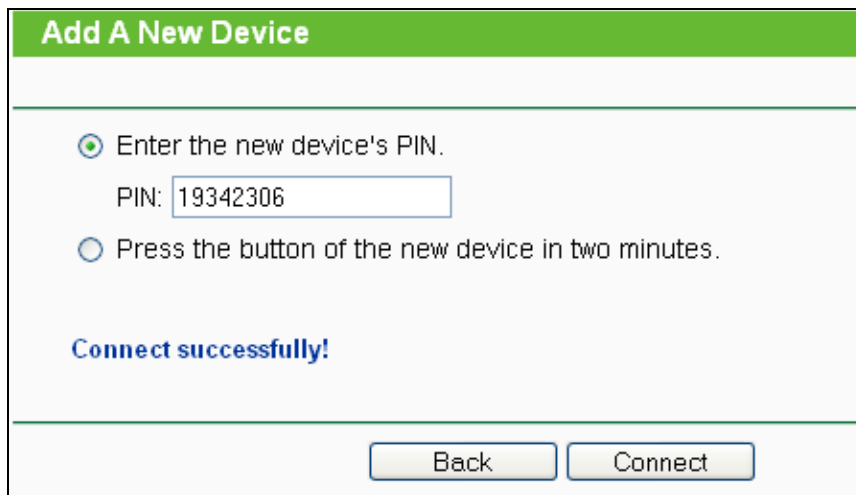 Add A New Device
Enter the new device's PIN.
PIN: 19342306
Press the button of the new device in two minutes.
Connect successfully!
Back Connect